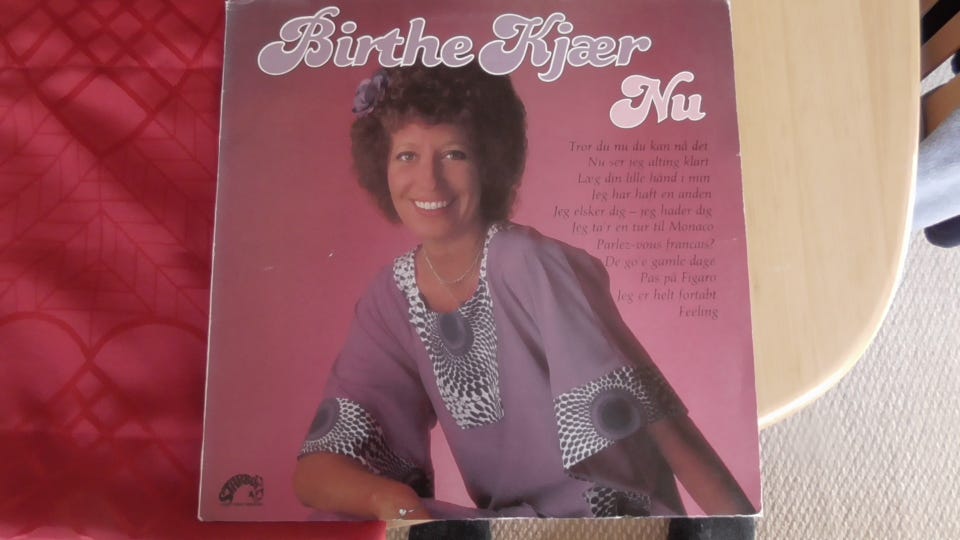 Birthe Kjær
Nu
Tror du nu du kan nå det
Nu ser jeg alting klart
Læg din lille hånd i min
Jeg har haft en anden
Jeg elsker dig – jeg hader dig
Jeg ta'r en tur til Monaco
Parlez-vous francais?
De go'e gamle dage
Pas på Figaro
Jeg er helt fortabt
Feeling